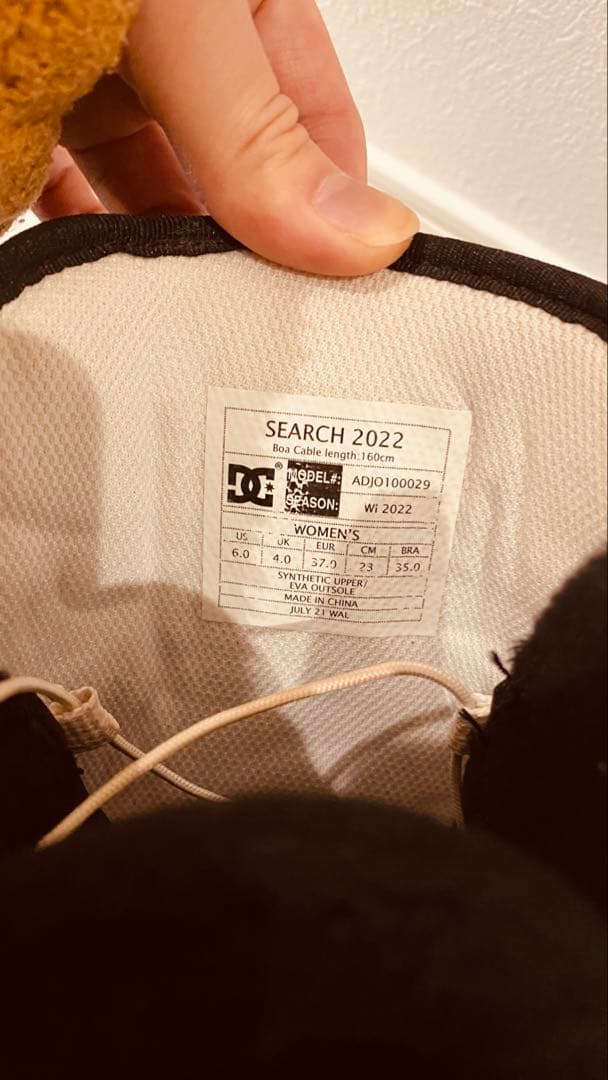 SEARCH 2022
Boa Cable length:160cm
DC® MODEL#: ADJO100029
SEASON: Wi 2022
WOMEN'S
US UK EUR CM BRA
6.0 4.0 37.0 23 35.0
SYNTHETIC UPPER/
EVA OUTSOLE
MADE IN CHINA
JULY 21 WAL